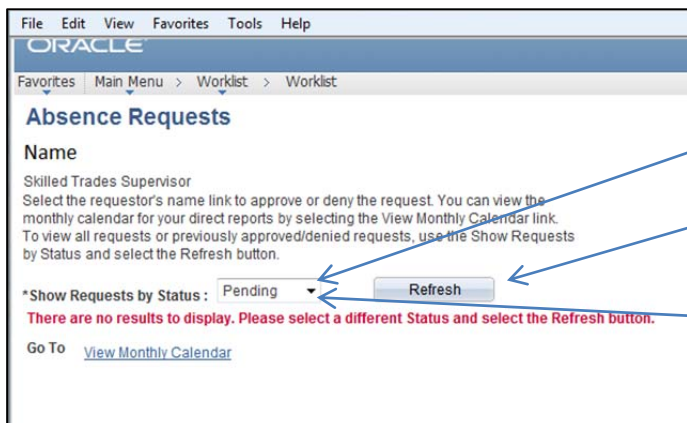 File Edit View Favorites Tools Help
ORACLE
Favorites Main Menu > Worklist > Worklist
Absence Requests
Name
Skilled Trades Supervisor
Select the requestor's name link to approve or deny the request. You can view the
monthly calendar for your direct reports by selecting the View Monthly Calendar link.
To view all requests or previously approved/denied requests, use the Show Requests
by Status and select the Refresh button.
*Show Requests by Status : Pending Refresh
There are no results to display. Please select a different Status and select the Refresh button.
Go To View Monthly Calendar